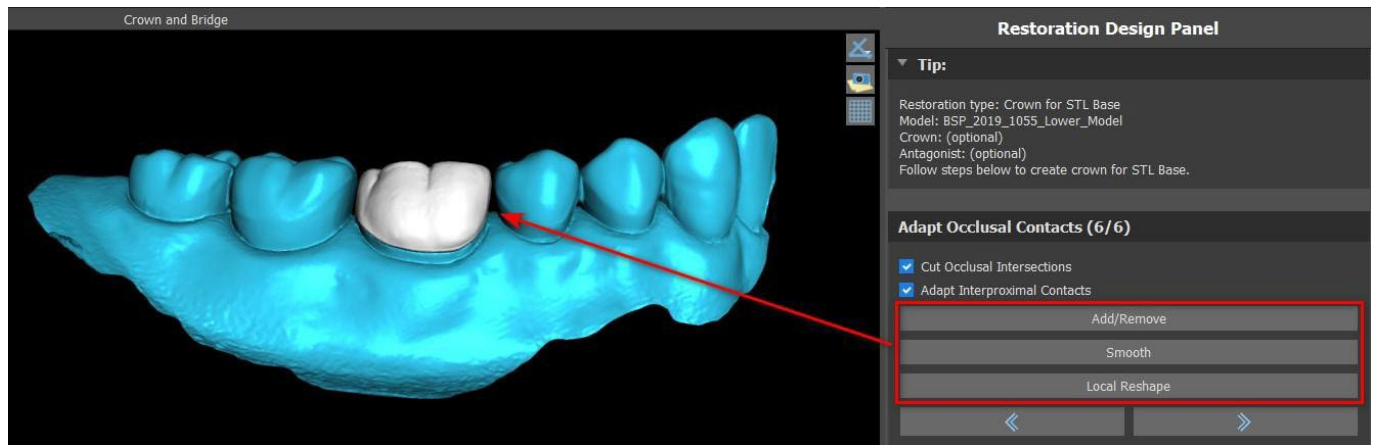 Crown and Bridge
Restoration Design Panel
Tip:
Restoration type: Crown for STL Base
Model: BSP_2019_1055_Lower_Model
Crown: (optional)
Antagonist: (optional)
Follow steps below to create crown for STL Base.
Adapt Occlusal Contacts (6/6)
Cut Occlusal Intersections
Adapt Interproximal Contacts
Add/Remove
Smooth
Local Reshape